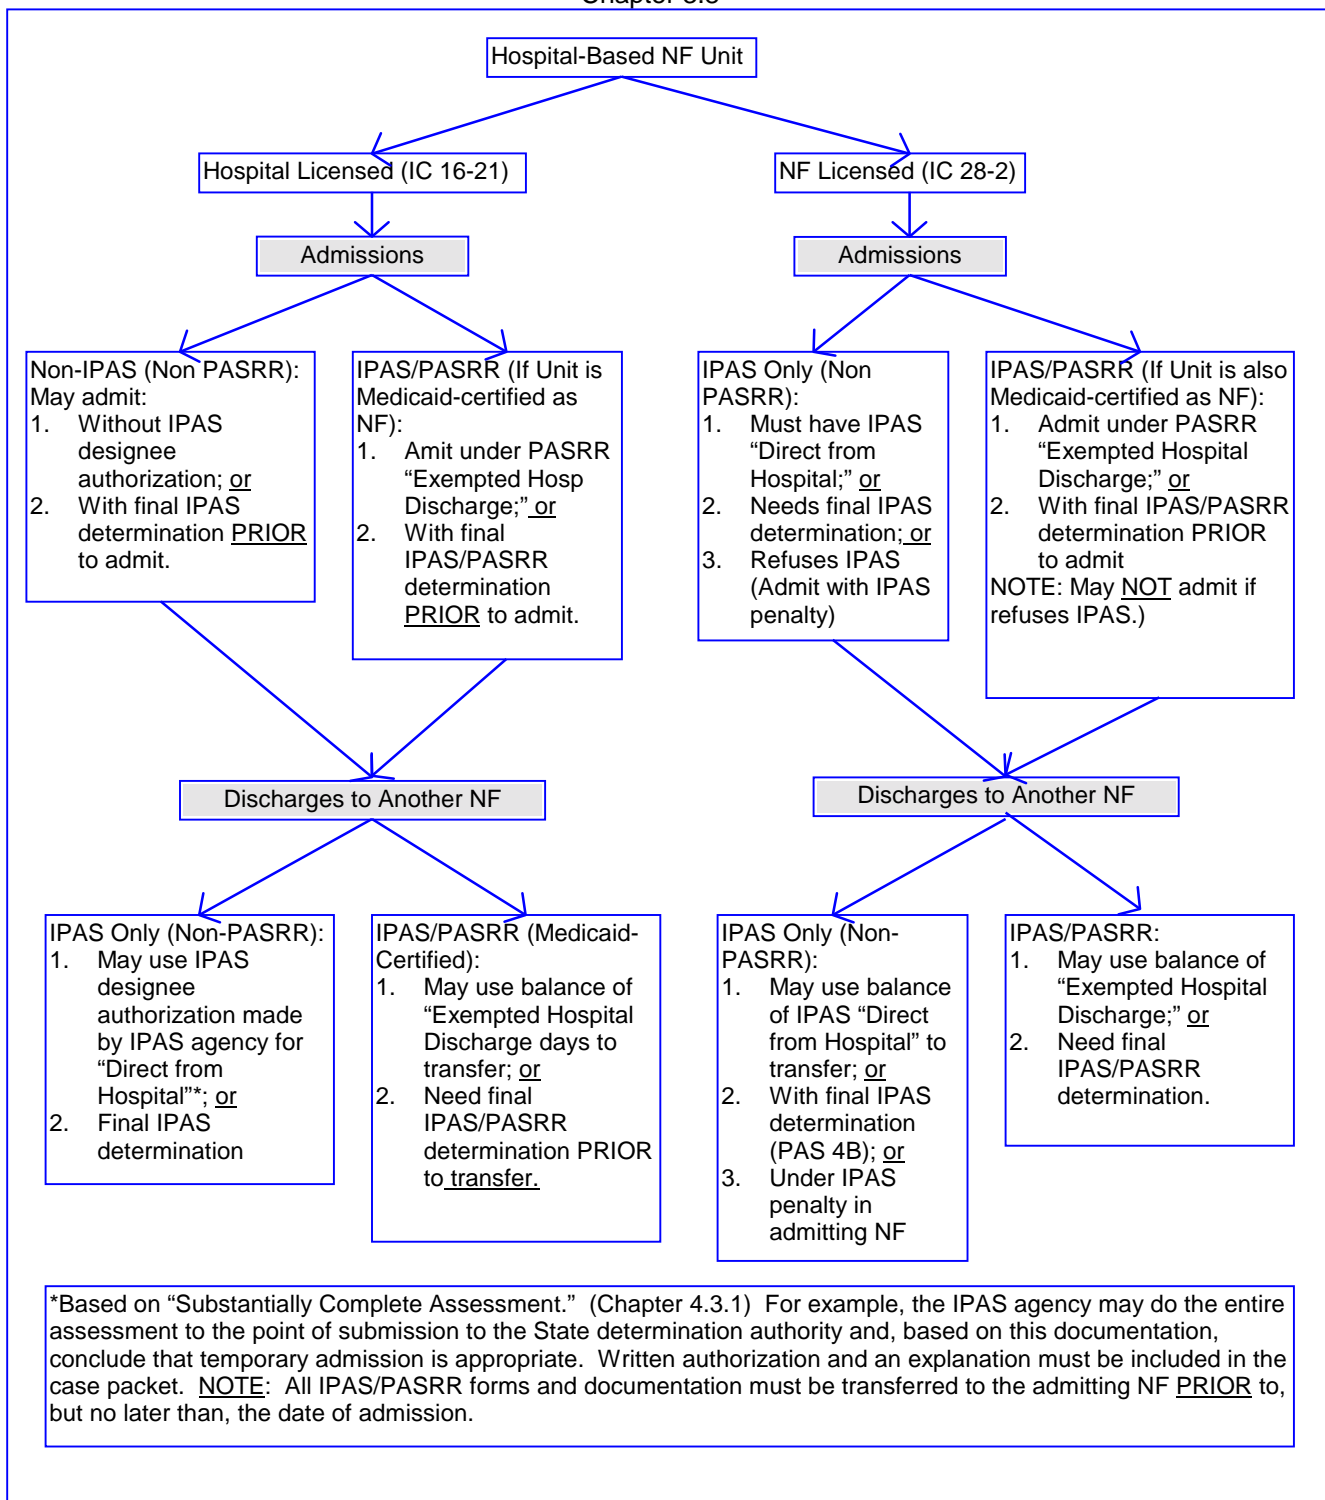 Hospital-Based NF Unit
Hospital Licensed (IC 16-21)
NF Licensed (IC 28-2)
Admissions
Admissions
Non-IPAS (Non PASRR):
May admit:
1. Without IPAS
designee
authorization; or
2. With final IPAS
determination PRIOR
to admit.
IPAS/PASRR (If Unit is
Medicaid-certified as
NF):
1. Amit under PASRR
“Exempted Hosp
Discharge;” or
2. With final
IPAS/PASRR
determination
PRIOR to admit.
IPAS Only (Non
PASRR):
1. Must have IPAS
“Direct from
Hospital;” or
2. Needs final IPAS
determination; or
3. Refuses IPAS
(Admit with IPAS
penalty)
IPAS/PASRR (If Unit is also
Medicaid-certified as NF):
1. Admit under PASRR
“Exempted Hospital
Discharge;” or
2. With final IPAS/PASRR
determination PRIOR
to admit
NOTE: May NOT admit if
refuses IPAS.)
Discharges to Another NF
Discharges to Another NF
IPAS Only (Non-PASRR):
1. May use IPAS
designee
authorization made
by IPAS agency for
“Direct from
Hospital”*; or
2. Final IPAS
determination
IPAS/PASRR (Medicaid-
Certified):
1. May use balance of
“Exempted Hospital
Discharge days to
transfer; or
2. Need final
IPAS/PASRR
determination PRIOR
to transfer.
IPAS Only (Non-
PASRR):
1. May use balance
of IPAS “Direct
from Hospital” to
transfer; or
2. With final IPAS
determination
(PAS 4B); or
3. Under IPAS
penalty in
admitting NF
IPAS/PASRR:
1. May use balance of
“Exempted Hospital
Discharge;” or
2. Need final
IPAS/PASRR
determination.
*Based on “Substantially Complete Assessment.” (Chapter 4.3.1) For example, the IPAS agency may do the entire
assessment to the point of submission to the State determination authority and, based on this documentation,
conclude that temporary admission is appropriate. Written authorization and an explanation must be included in the
case packet. NOTE: All IPAS/PASRR forms and documentation must be transferred to the admitting NF PRIOR to,
but no later than, the date of admission.